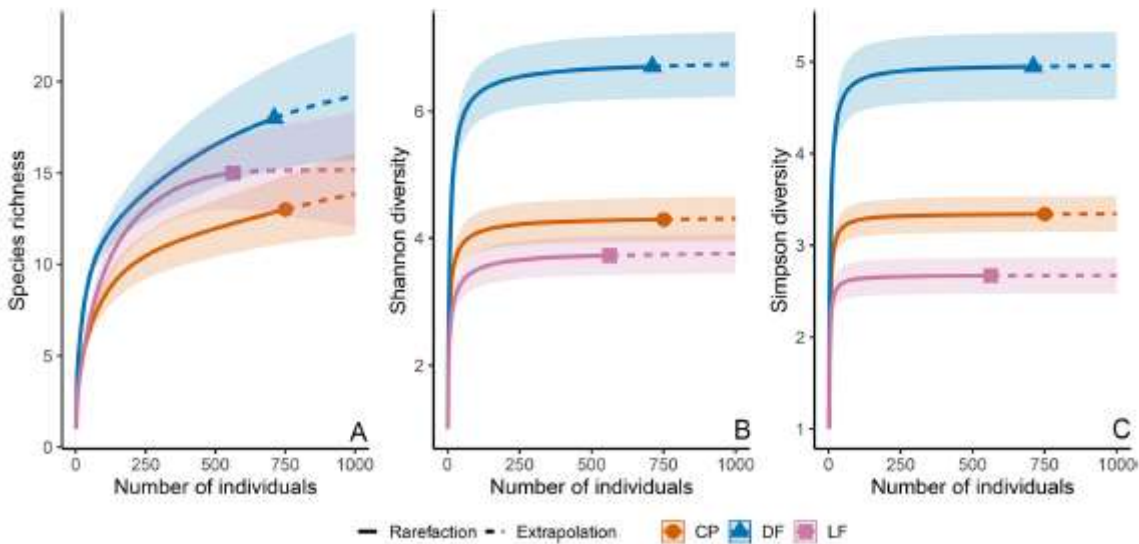 Species richness
20
15
10
5
0
0 250 500 750 1000
Number of individuals
A
Shannon diversity
6
4
2
0 250 500 750 1000
Number of individuals
B
Simpson diversity
5
4
3
2
1
0 250 500 750 1000
Number of individuals
C
Rarefaction Extrapolation CP DF LF